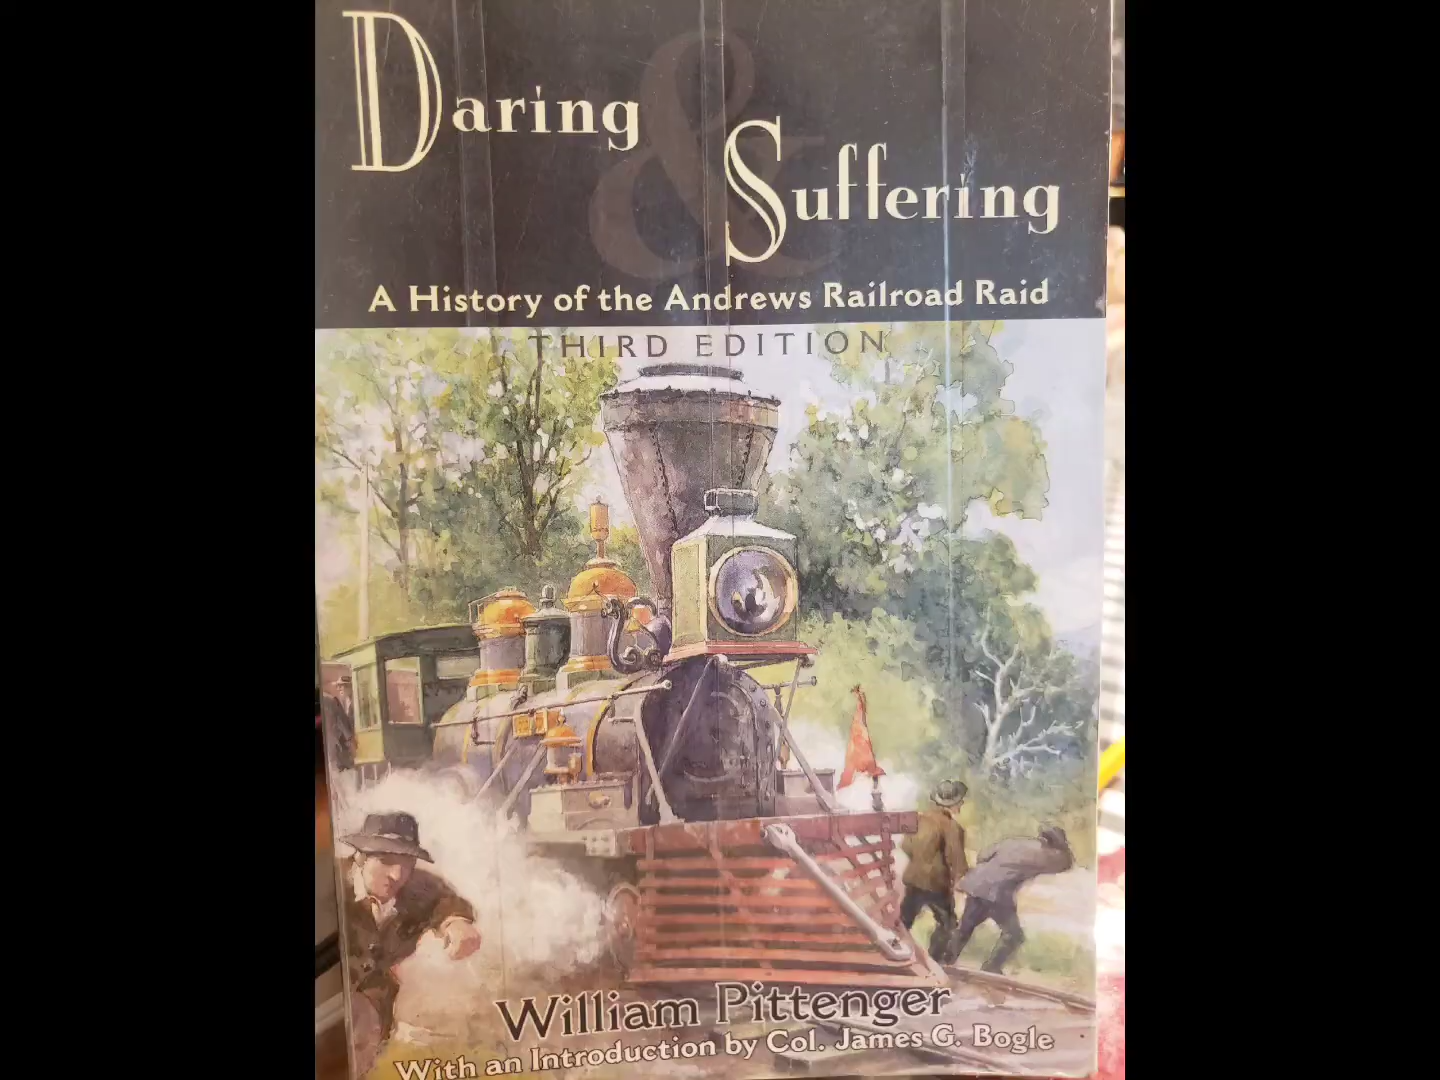 Daring
&
Suffering
A History of the Andrews Railroad Raid
THIRD EDITION
William Pittenger
With an Introduction by Col. James G. Bogle